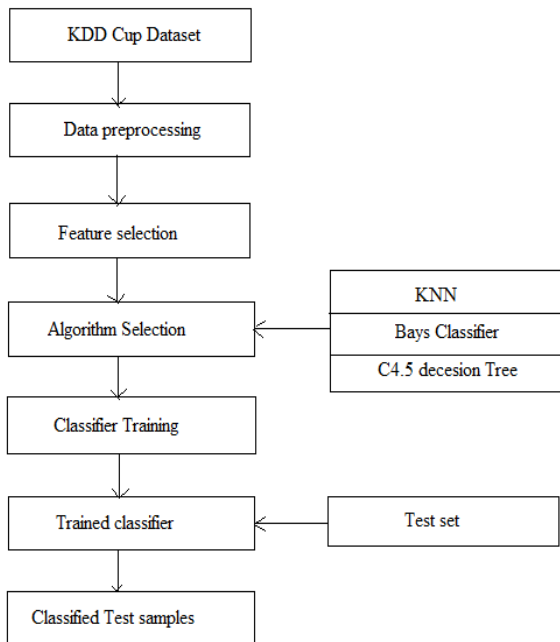 KDD Cup Dataset
Data preprocessing
Feature selection
Algorithm Selection
KNN
Bays Classifier
C4.5 decesion Tree
Classifier Training
Trained classifier
Test set
Classified Test samples